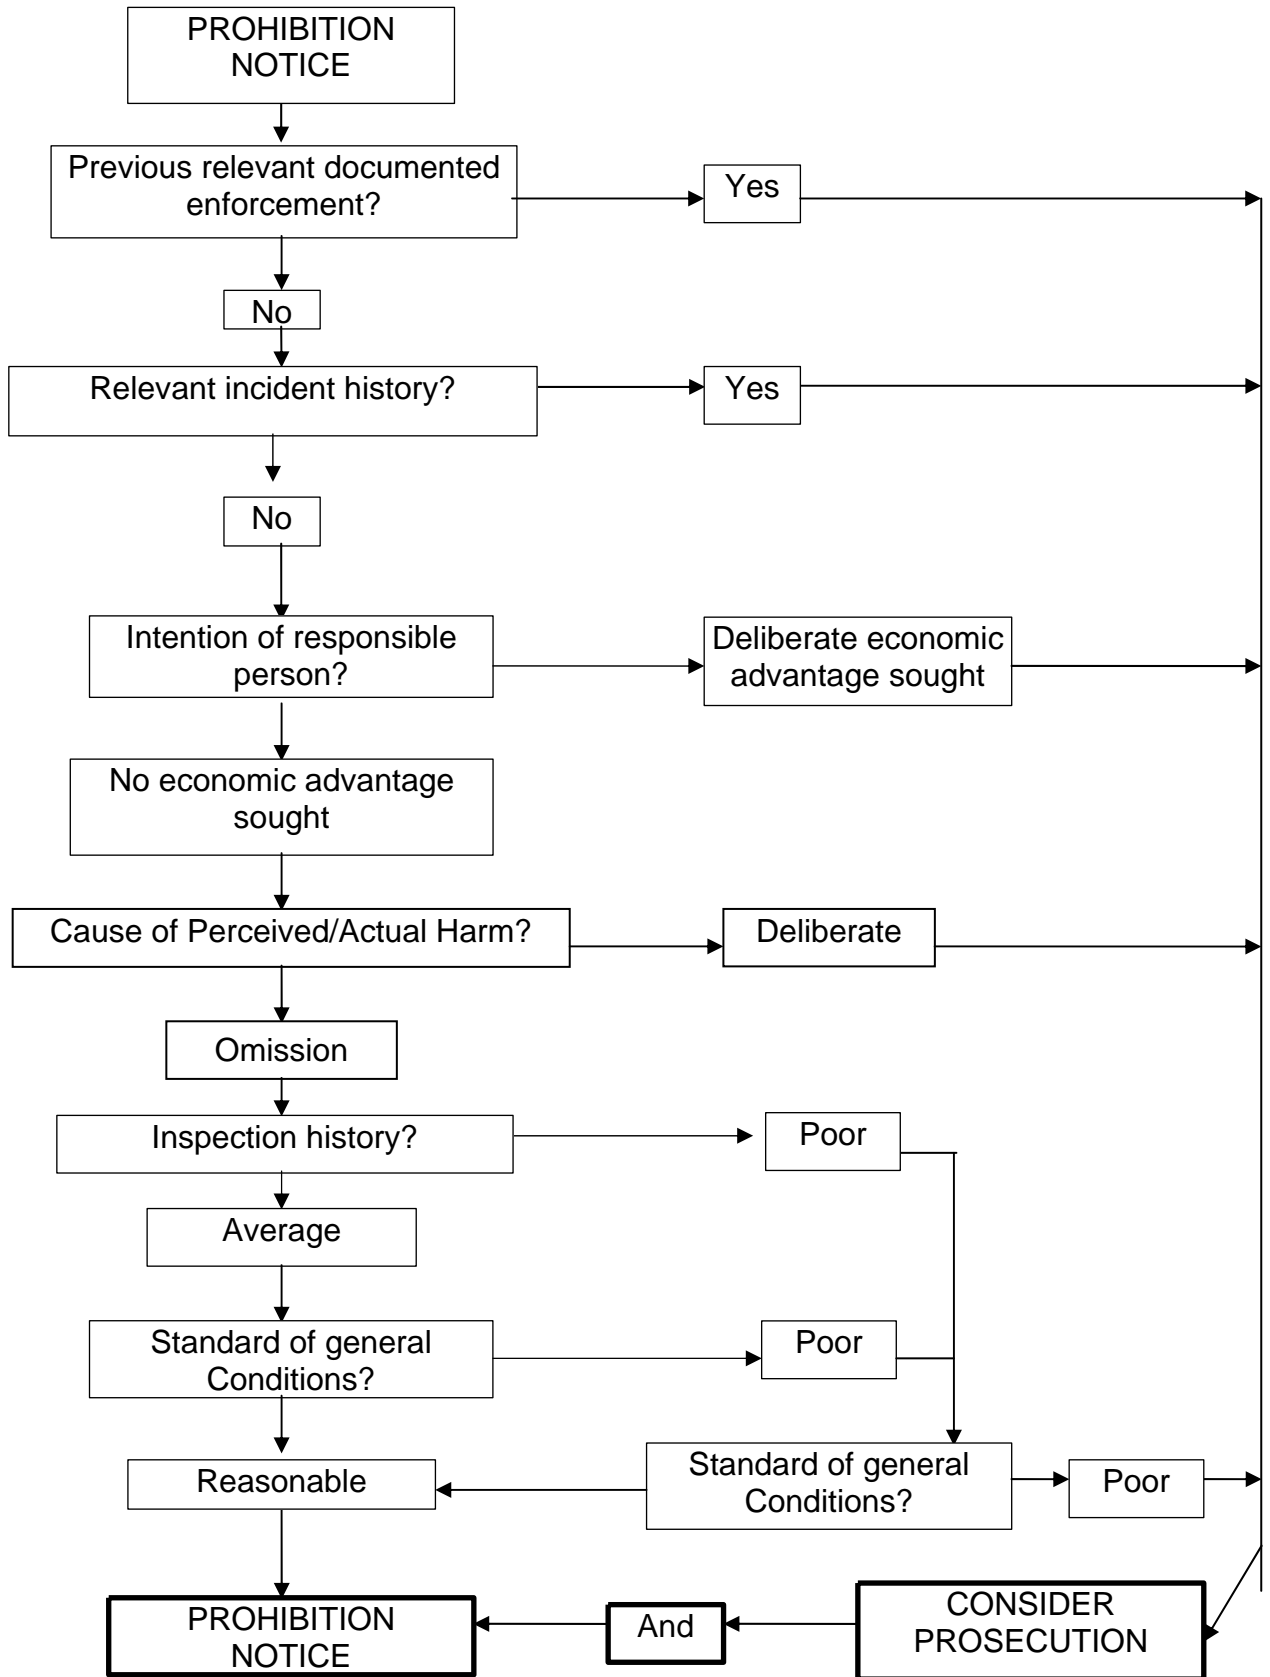 PROHIBITION
NOTICE
Previous relevant documented
enforcement?
Yes
No
Relevant incident history?
Yes
No
Intention of responsible
person?
Deliberate economic
advantage sought
No economic advantage
sought
Cause of Perceived/Actual Harm?
Deliberate
Omission
Inspection history?
Poor
Average
Standard of general
Conditions?
Poor
Reasonable
Standard of general
Conditions?
Poor
PROHIBITION
NOTICE
And
CONSIDER
PROSECUTION